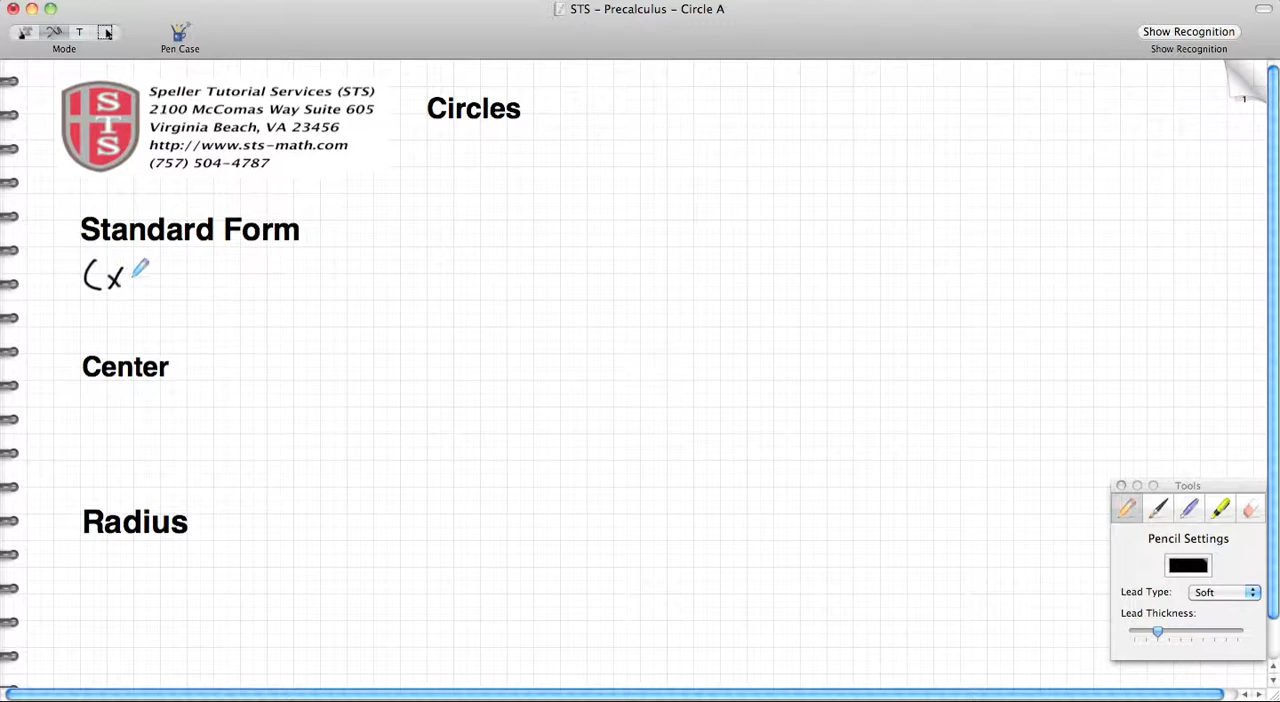 STS - Precalculus - Circle A
T
Mode
Pen Case
Show Recognition
Show Recognition
STS
Speller Tutorial Services (STS)
2100 McComas Way Suite 605
Virginia Beach, VA 23456
http://www.sts-math.com
(757) 504-4787
Circles
1
Standard Form
(x
Center
Radius
Tools
Pencil Settings
Lead Type: Soft
Lead Thickness: